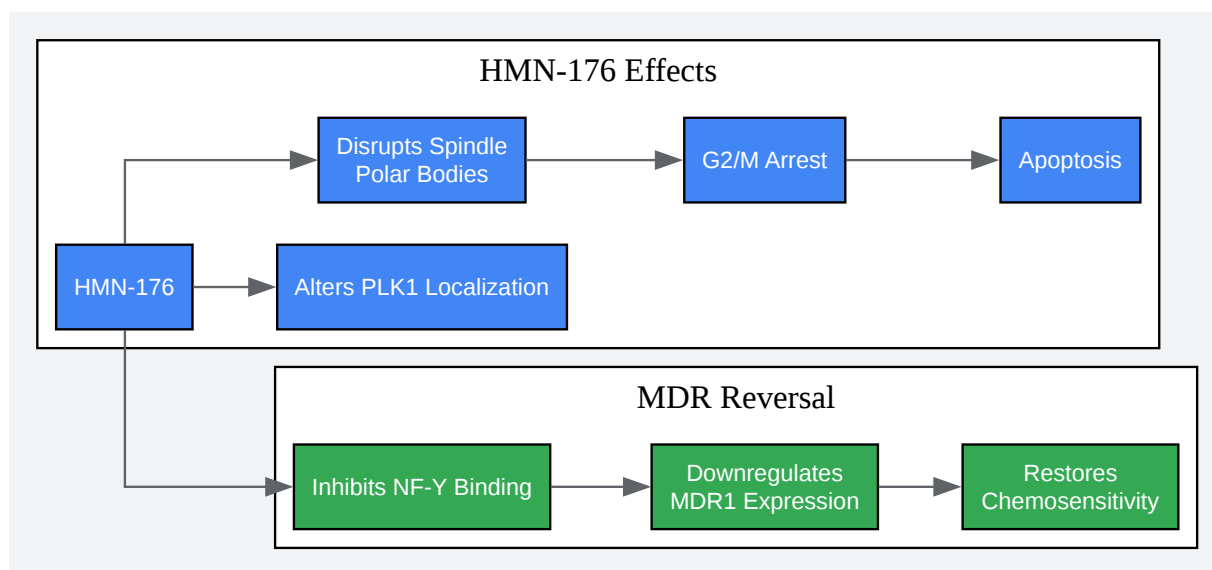 HMN-176 Effects
Disrupts Spindle
Polar Bodies
G2/M Arrest
Apoptosis
HMN-176
Alters PLK1 Localization
MDR Reversal
Inhibits NF-Y Binding
Downregulates
MDR1 Expression
Restores
Chemosensitivity